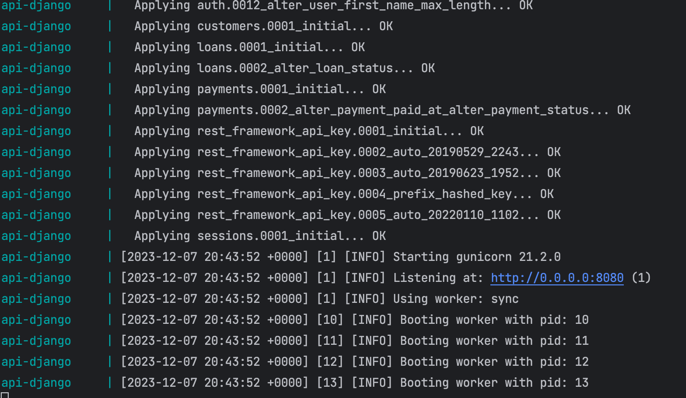 api-django | Applying auth.0012_alter_user_first_name_max_length... OK
api-django | Applying customers.0001_initial... OK
api-django | Applying loans.0001_initial... OK
api-django | Applying loans.0002_alter_loan_status... OK
api-django | Applying payments.0001_initial... OK
api-django | Applying payments.0002_alter_payment_paid_at_alter_payment_status... OK
api-django | Applying rest_framework_api_key.0001_initial... OK
api-django | Applying rest_framework_api_key.0002_auto_20190529_2243... OK
api-django | Applying rest_framework_api_key.0003_auto_20190623_1952... OK
api-django | Applying rest_framework_api_key.0004_prefix_hashed_key... OK
api-django | Applying rest_framework_api_key.0005_auto_20220110_1102... OK
api-django | Applying sessions.0001_initial... OK
api-django | [2023-12-07 20:43:52 +0000] [1] [INFO] Starting gunicorn 21.2.0
api-django | [2023-12-07 20:43:52 +0000] [1] [INFO] Listening at: http://0.0.0.0:8080 (1)
api-django | [2023-12-07 20:43:52 +0000] [1] [INFO] Using worker: sync
api-django | [2023-12-07 20:43:52 +0000] [10] [INFO] Booting worker with pid: 10
api-django | [2023-12-07 20:43:52 +0000] [11] [INFO] Booting worker with pid: 11
api-django | [2023-12-07 20:43:52 +0000] [12] [INFO] Booting worker with pid: 12
api-django | [2023-12-07 20:43:52 +0000] [13] [INFO] Booting worker with pid: 13